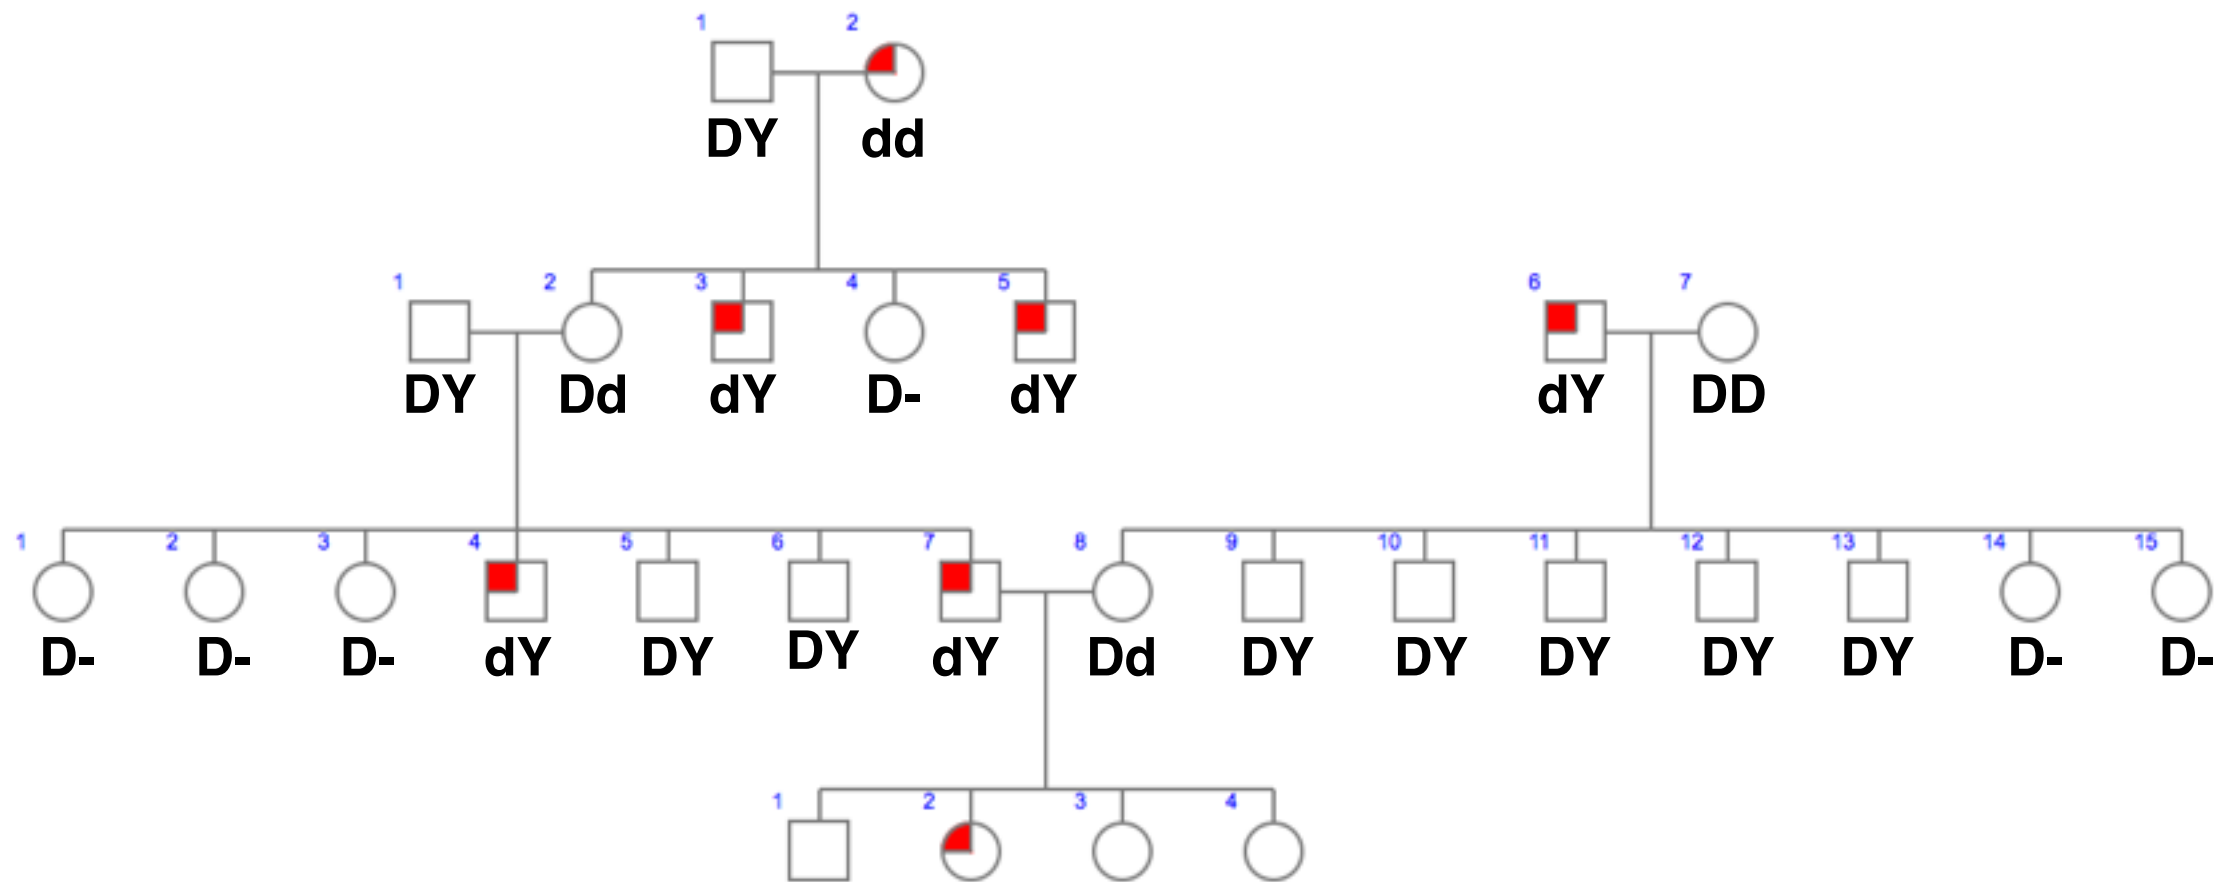 1 2
DY dd
1 2 3 4 5 6 7
DY Dd dY D- dY dY DD
1 2 3 4 5 6 7 8 9 10 11 12 13 14 15
D- D- D- dY DY DY dY Dd DY DY DY DY DY D- D-
1 2 3 4